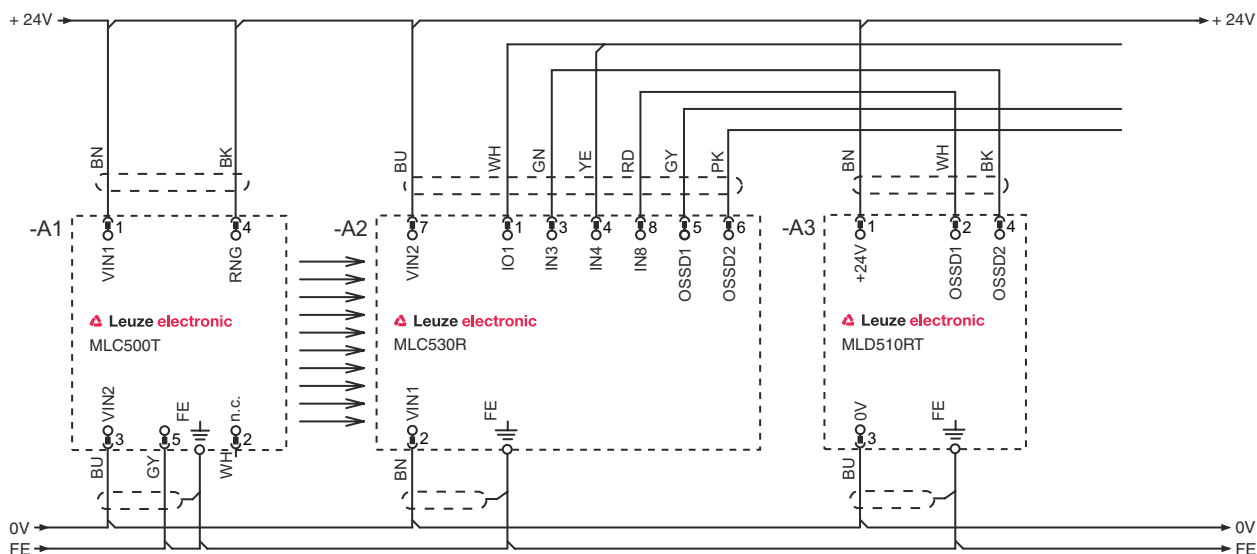 + 24V
+ 24V
BN
BK
BU
WH
GN
YE
RD
GY
PK
BN
WH
BK
-A1
1
4
-A2
7
1
3
4
8
5
6
-A3
1
2
4
VIN1
RNG
VIN2
IO1
IN3
IN4
IN8
OSSD1
OSSD2
+24V
OSSD1
OSSD2
Leuze electronic
MLC500T
Leuze electronic
MLC530R
Leuze electronic
MLD510RT
VIN2
FE
n.c.
VIN1
FE
0V
FE
3
5
2
2
3
BU
GY
WH
BN
BU
0V
0V
FE
FE